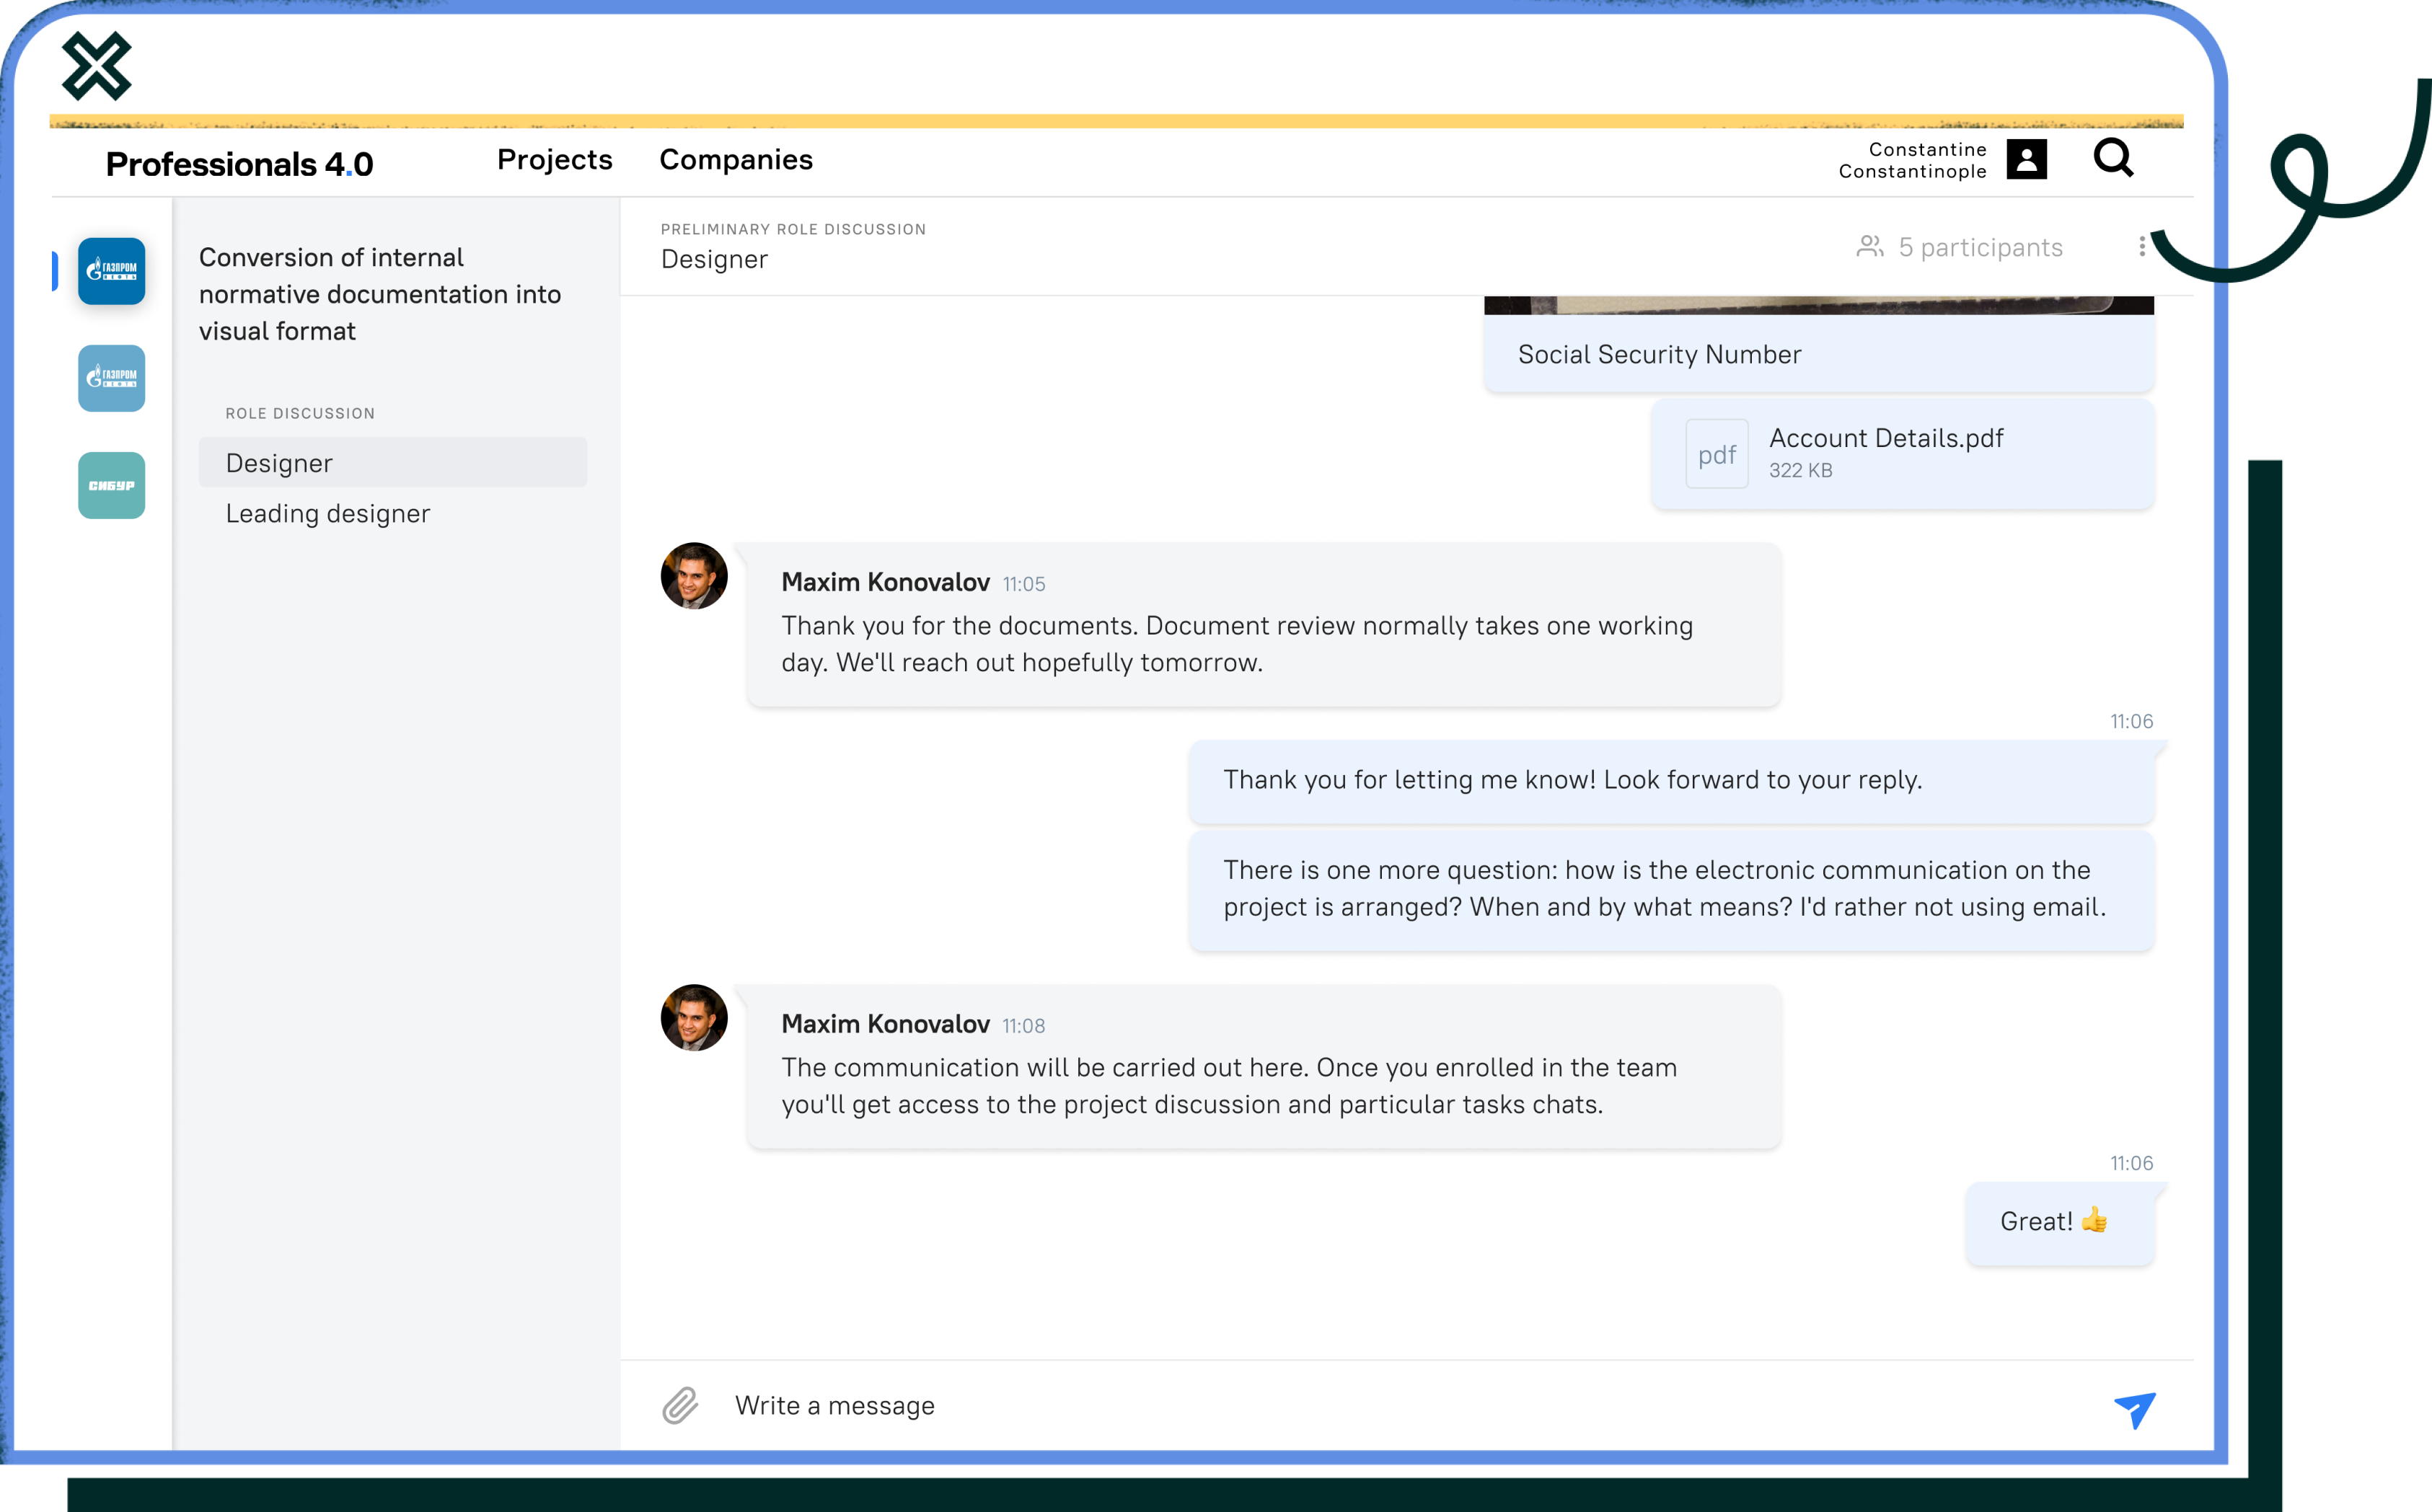 Professionals 4.0
Projects
Companies
Constantine
Constantinople
ГАЗПРОМ
НЕФТЬ
ГАЗПРОМ
НЕФТЬ
СИБУР
Conversion of internal
normative documentation into
visual format
ROLE DISCUSSION
Designer
Leading designer
PRELIMINARY ROLE DISCUSSION
Designer
5 participants
Social Security Number
pdf
Account Details.pdf
322 KB
Maxim Konovalov 11:05
Thank you for the documents. Document review normally takes one working
day. We'll reach out hopefully tomorrow.
11:06
Thank you for letting me know! Look forward to your reply.
There is one more question: how is the electronic communication on the
project is arranged? When and by what means? I'd rather not using email.
Maxim Konovalov 11:08
The communication will be carried out here. Once you enrolled in the team
you'll get access to the project discussion and particular tasks chats.
11:06
Great! 👍
Write a message